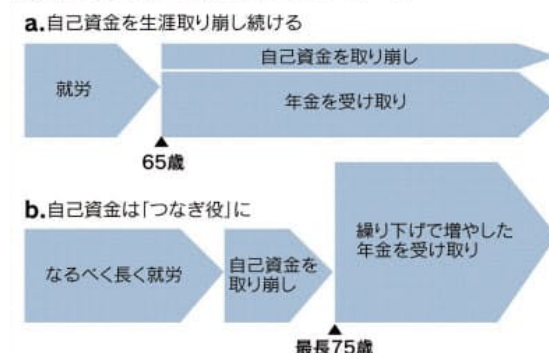 a.自己資金を生涯取り崩し続ける
自己資金を取り崩し
就労
年金を受け取り
▲
65歳
b.自己資金は「つなぎ役」に
なるべく長く就労
自己資金を
取り崩し
繰り下げで増やした
年金を受け取り
▲
最長75歳